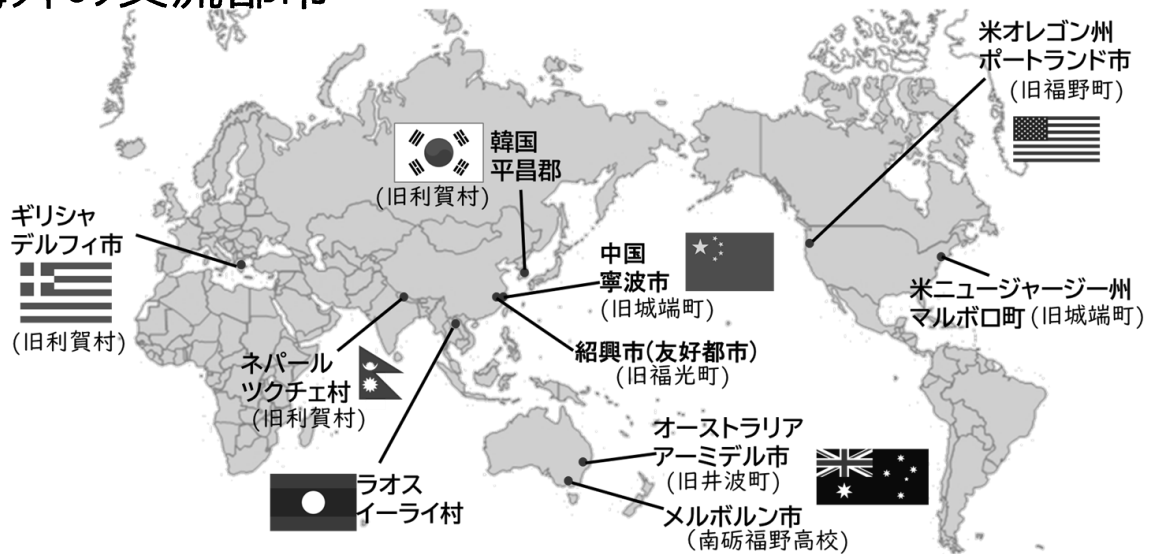 米オレゴン州
ポートランド市
(旧福野町)
韓国
平昌郡
(旧利賀村)
ギリシャ
デルフィ市
(旧利賀村)
中国
寧波市
(旧城端町)
米ニュージャージー州
マルボロ町(旧城端町)
紹興市(友好都市)
(旧福光町)
ネパール
ツクチェ村
(旧利賀村)
オーストラリア
アーミデル市
(旧井波町)
ラオス
イーライ村
メルボルン市
(南砺福野高校)